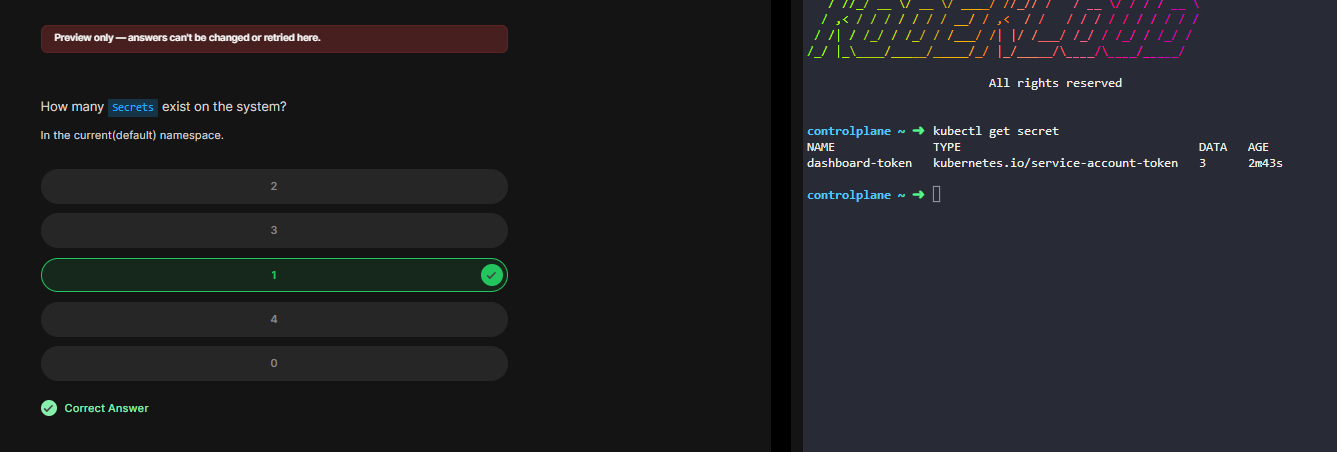 Preview only — answers can't be changed or retried here.
How many Secrets exist on the system?
In the current(default) namespace.
2
3
1
4
0
Correct Answer
All rights reserved
controlplane ~ ➜ kubectl get secret
NAME TYPE DATA AGE
dashboard-token kubernetes.io/service-account-token 3 2m43s
controlplane ~ ➜